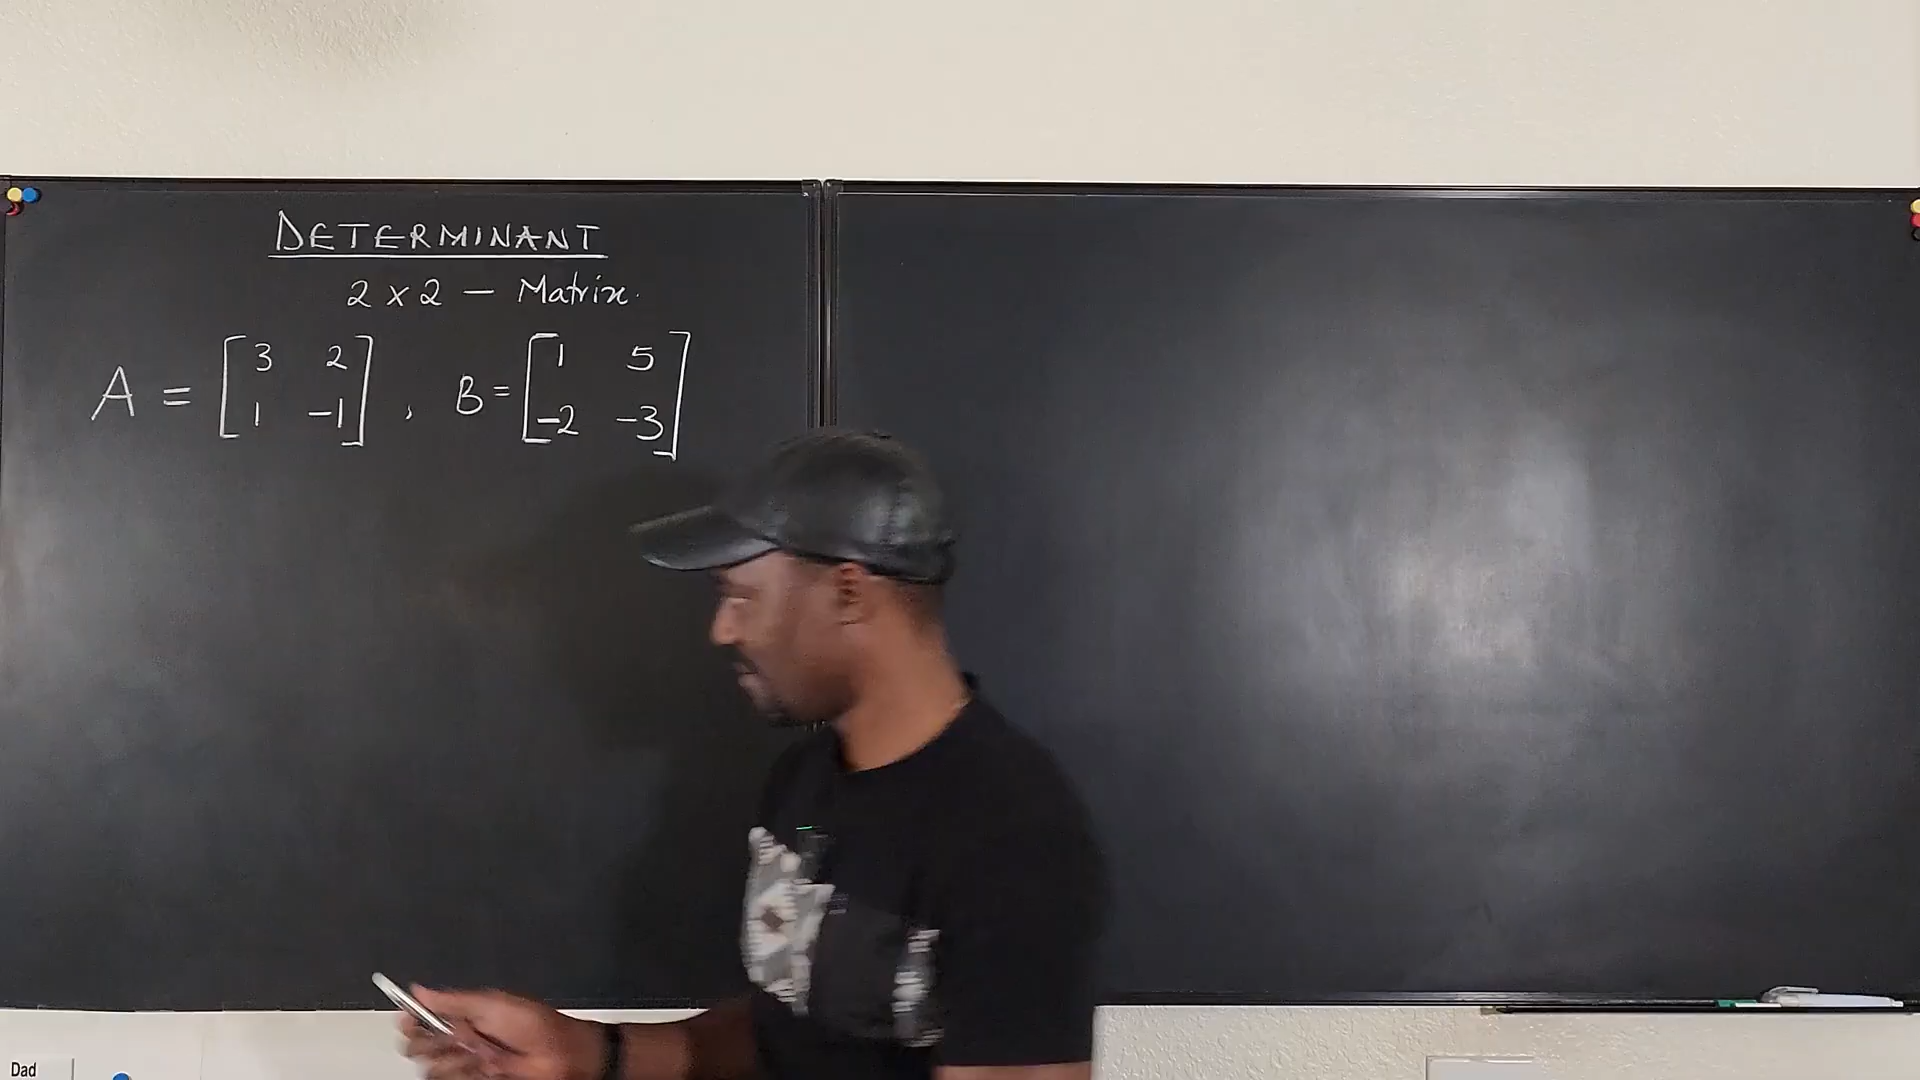 DETERMINANT
2 x 2 – Matrix.
A = [3 2
1 -1], B = [1 5
-2 -3]
Dad